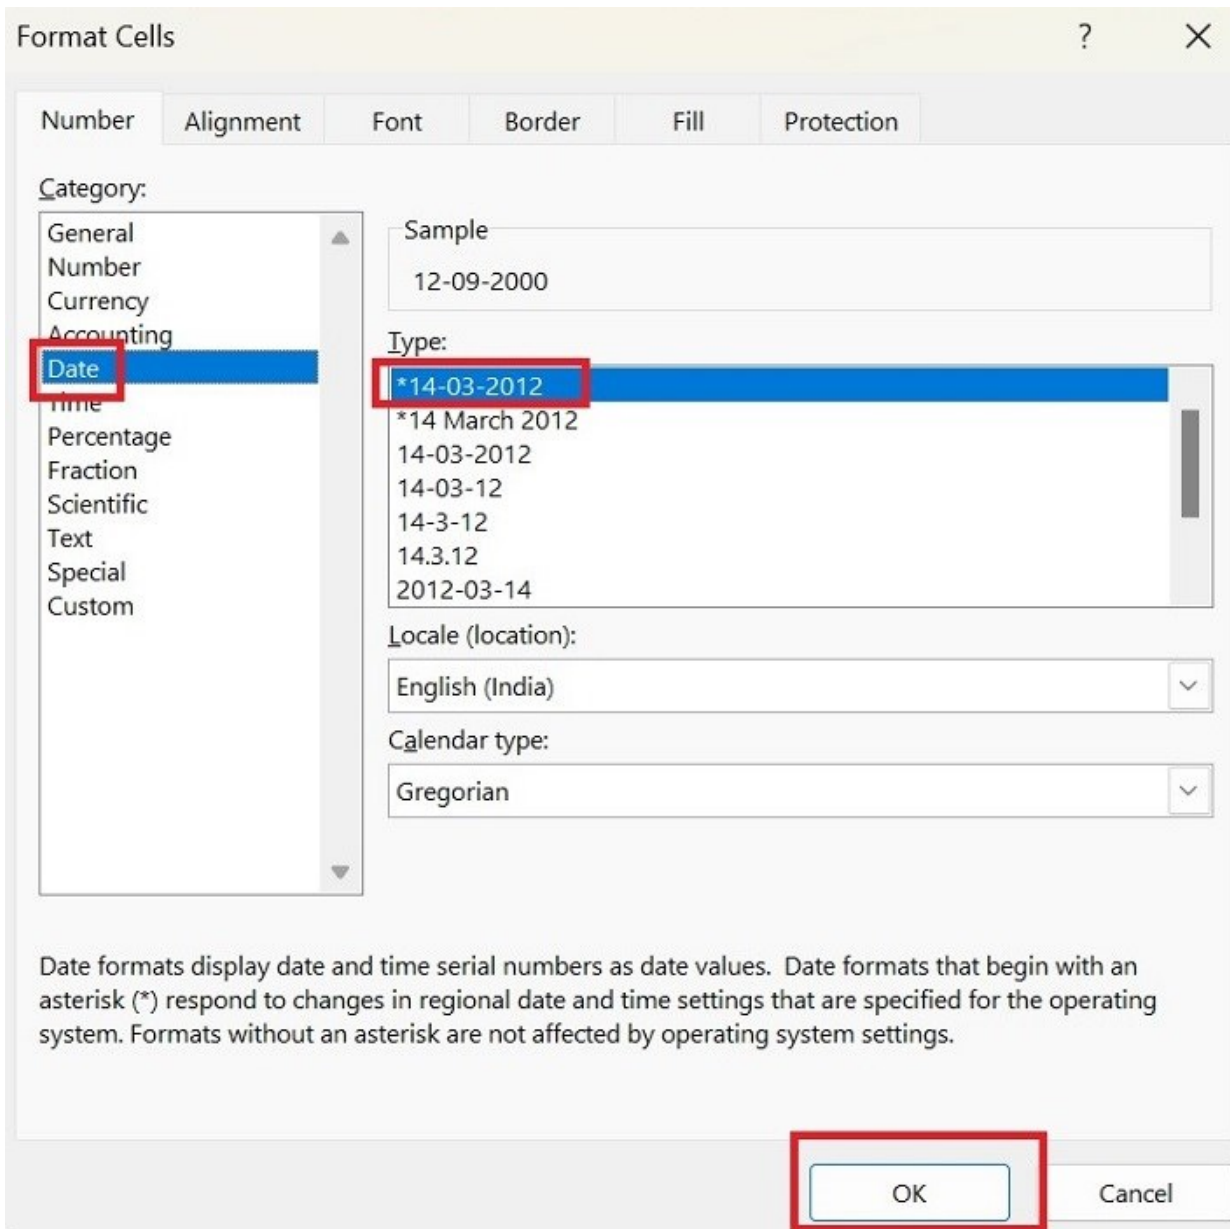 Format Cells
?
Number Alignment Font Border Fill Protection
Category:
General
Number
Currency
Accounting
Date
Time
Percentage
Fraction
Scientific
Text
Special
Custom
Sample
12-09-2000
Type:
*14-03-2012
*14 March 2012
14-03-2012
14-03-12
14-3-12
14.3.12
2012-03-14
Locale (location):
English (India)
Calendar type:
Gregorian
Date formats display date and time serial numbers as date values.  Date formats that begin with an
asterisk (*) respond to changes in regional date and time settings that are specified for the operating
system. Formats without an asterisk are not affected by operating system settings.
OK Cancel